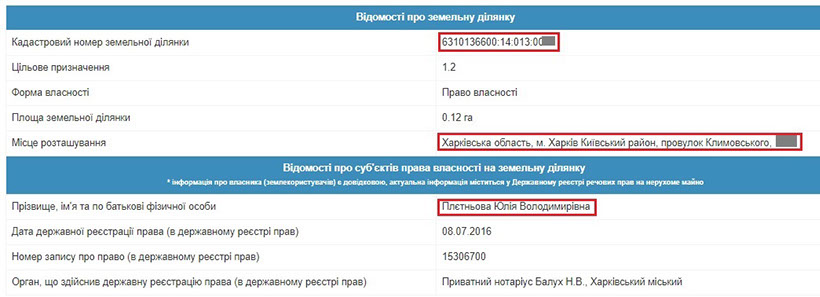 Відомості про земельну ділянку
Кадастровий номер земельної ділянки 6310136600:14:013:00
Цільове призначення 1.2
Форма власності Право власності
Площа земельної ділянки 0.12 га
Місце розташування Харківська область, м. Харків Київський район, провулок Климовського,
Відомості про суб'єктів права власності на земельну ділянку
* інформація про власника (землекористувачів) є довідковою, актуальна інформація міститься у Державному реєстрі речових прав на нерухоме майно
Прізвище, ім'я та по батькові фізичної особи Плєтньова Юлія Володимирівна
Дата державної реєстрації права (в державному реєстрі прав) 08.07.2016
Номер запису про право (в державному реєстрі прав) 15306700
Орган, що здійснив державну реєстрацію права (в державному реєстрі прав) Приватний нотаріус Балух Н.В., Харківський міський